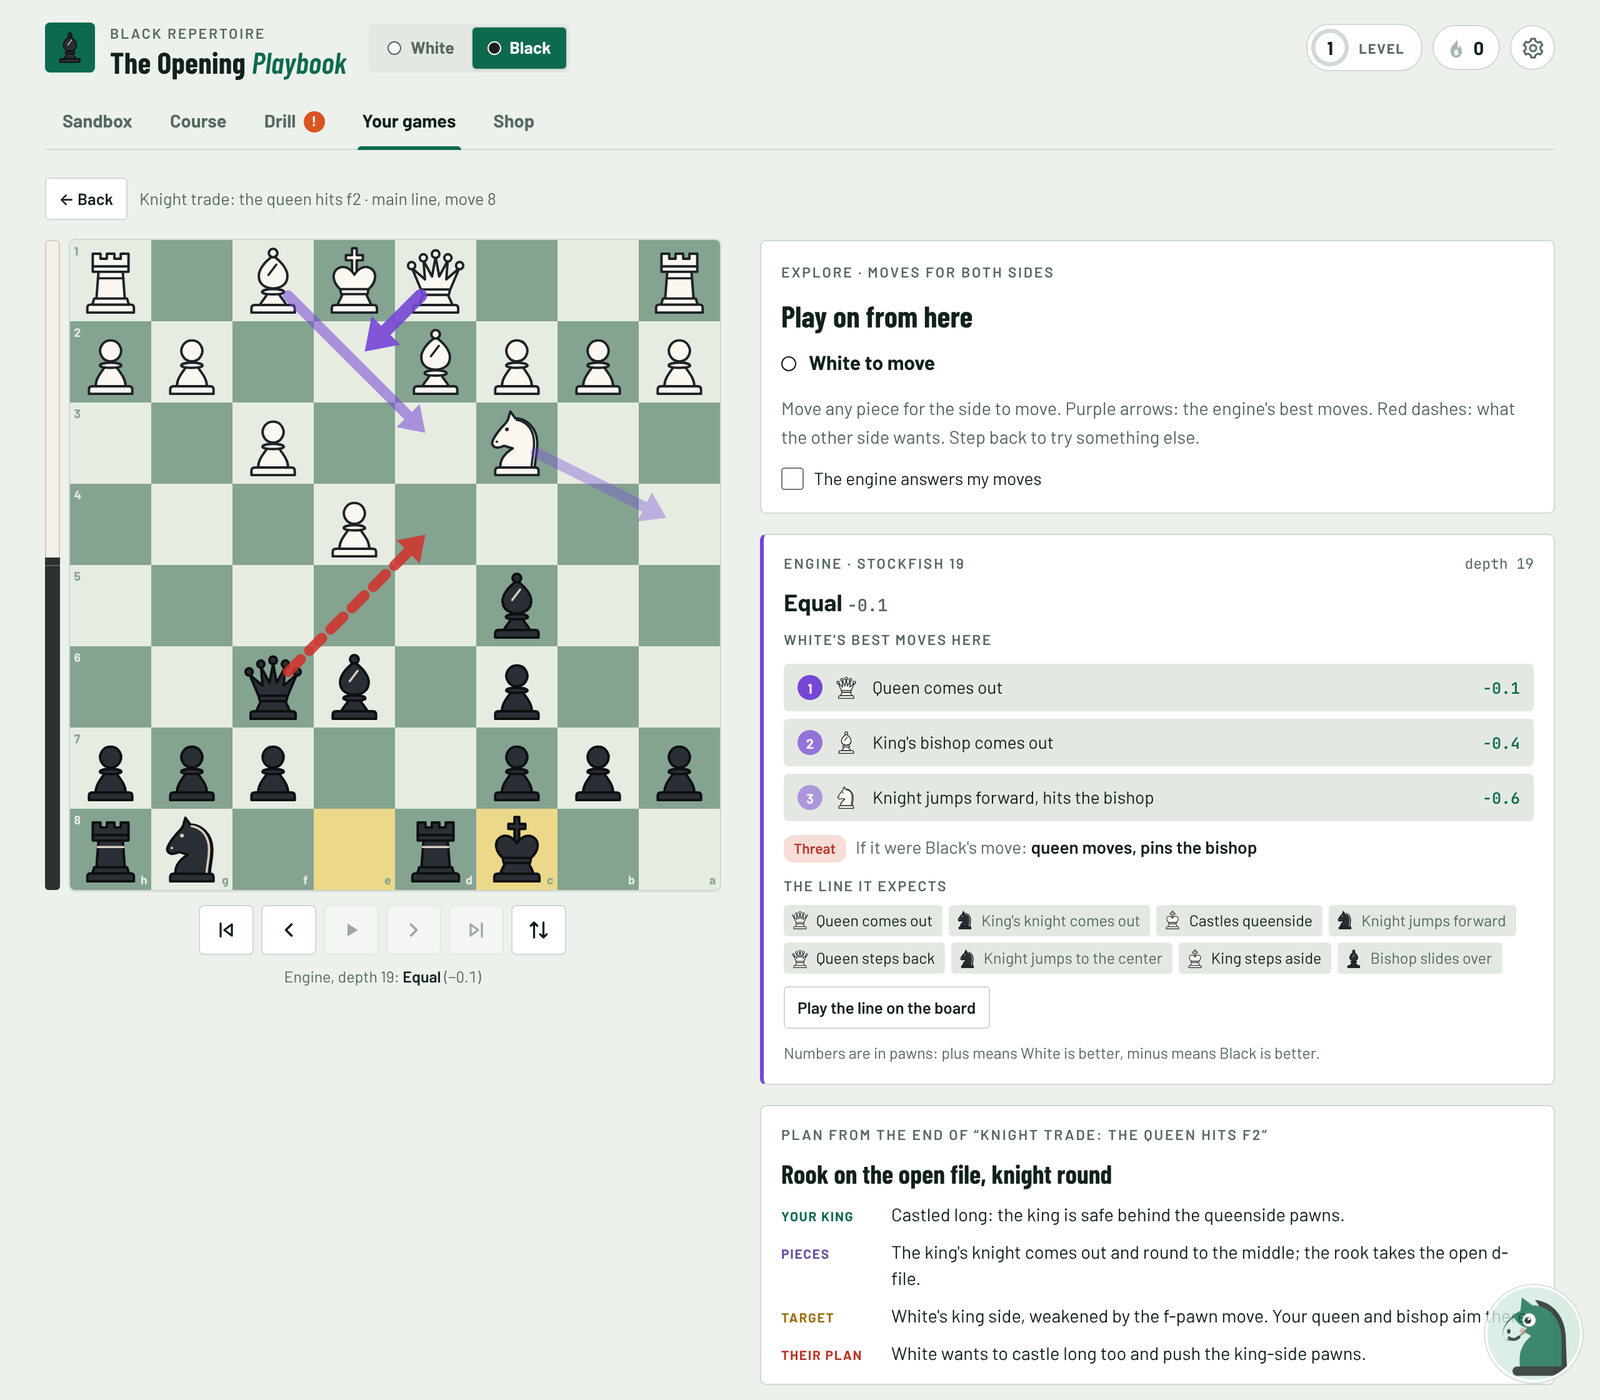 BLACK REPERTOIRE
The Opening Playbook
White
Black
1 LEVEL
0
Sandbox
Course
Drill !
Your games
Shop
← Back
Knight trade: the queen hits f2 · main line, move 8
1
2
3
4
5
6
7
8
h g f e d c b a
Engine, depth 19: Equal (−0.1)
EXPLORE · MOVES FOR BOTH SIDES
Play on from here
White to move
Move any piece for the side to move. Purple arrows: the engine's best moves. Red dashes: what
the other side wants. Step back to try something else.
The engine answers my moves
ENGINE · STOCKFISH 19
depth 19
Equal -0.1
WHITE'S BEST MOVES HERE
1 Queen comes out -0.1
2 King's bishop comes out -0.4
3 Knight jumps forward, hits the bishop -0.6
Threat If it were Black's move: queen moves, pins the bishop
THE LINE IT EXPECTS
Queen comes out King's knight comes out Castles queenside Knight jumps forward
Queen steps back Knight jumps to the center King steps aside Bishop slides over
Play the line on the board
Numbers are in pawns: plus means White is better, minus means Black is better.
PLAN FROM THE END OF "KNIGHT TRADE: THE QUEEN HITS F2"
Rook on the open file, knight round
YOUR KING Castled long: the king is safe behind the queenside pawns.
PIECES The king's knight comes out and round to the middle; the rook takes the open d-
file.
TARGET White's king side, weakened by the f-pawn move. Your queen and bishop aim
THEIR PLAN White wants to castle long too and push the king-side pawns.